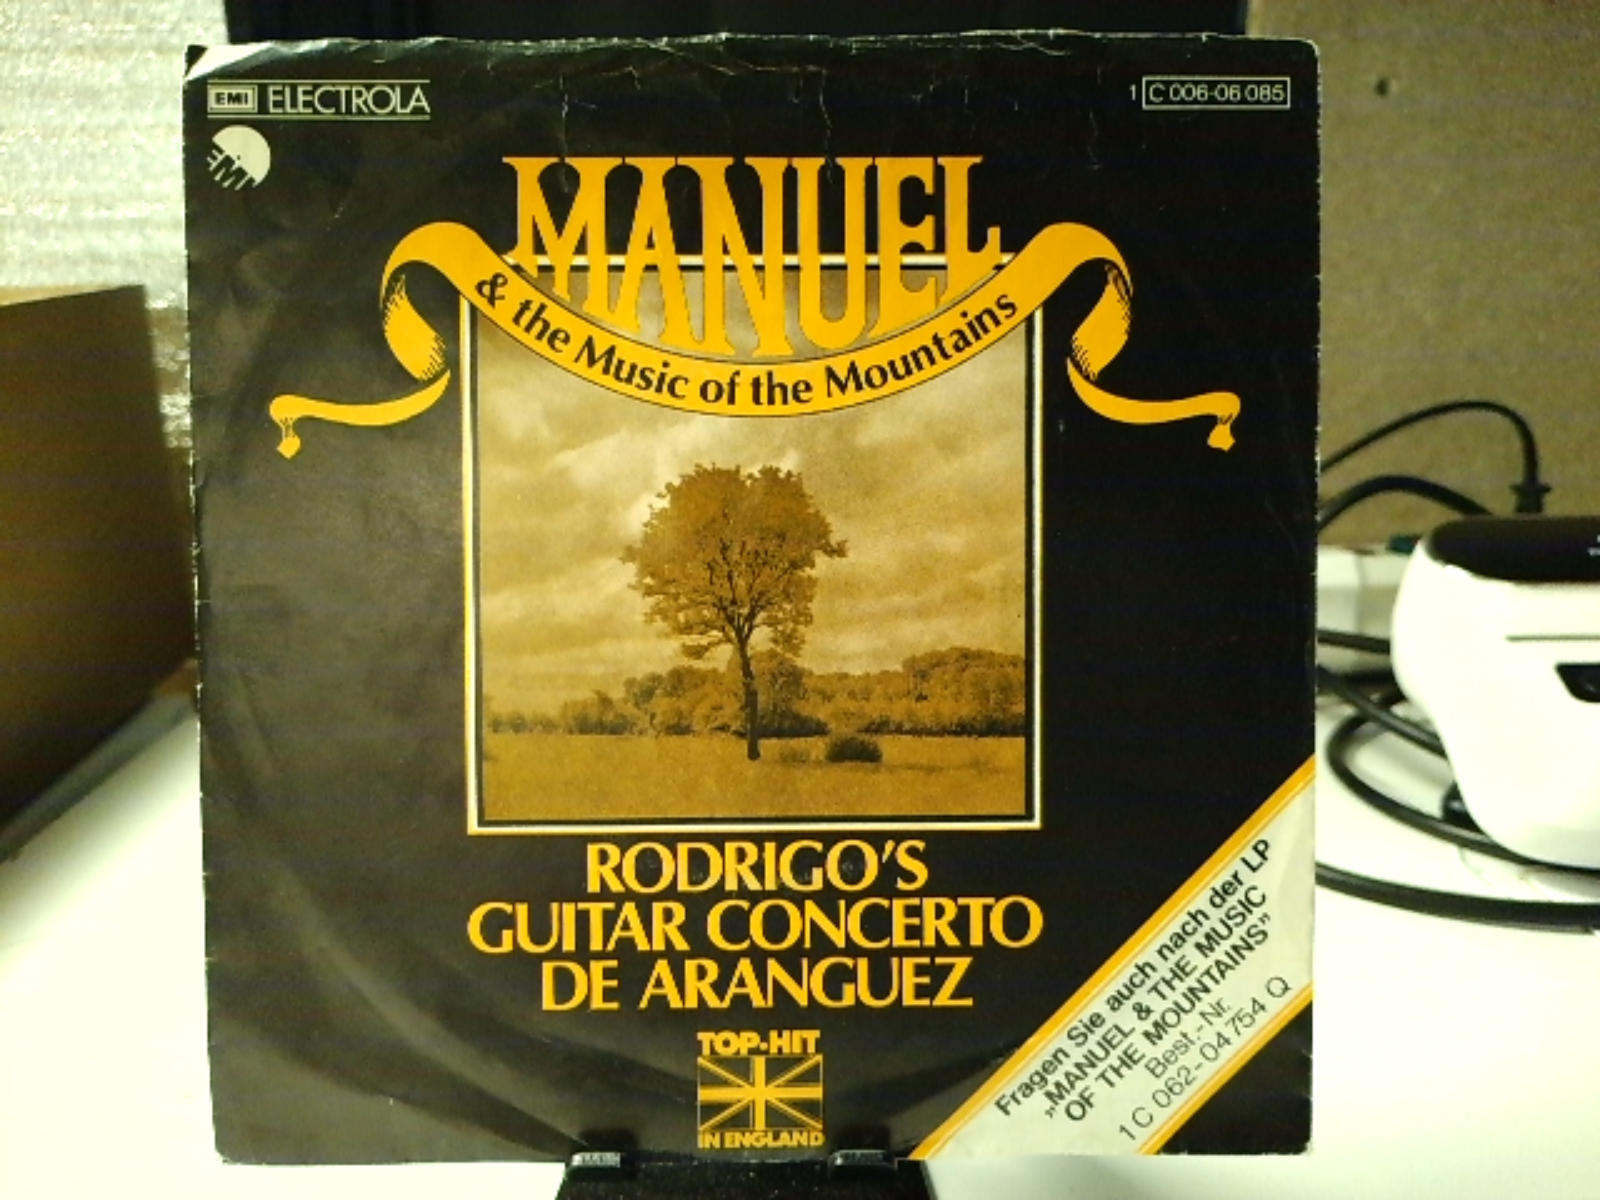 EMI ELECTROLA
1 C 006-06 085
EMI
MANUEL
& the Music of the Mountains
RODRIGO'S
GUITAR CONCERTO
DE ARANGUEZ
TOP-HIT
IN ENGLAND
Fragen Sie auch nach der LP
„MANUEL & THE MUSIC
OF THE MOUNTAINS”
Best.-Nr.
1 C 062-04 754 Q